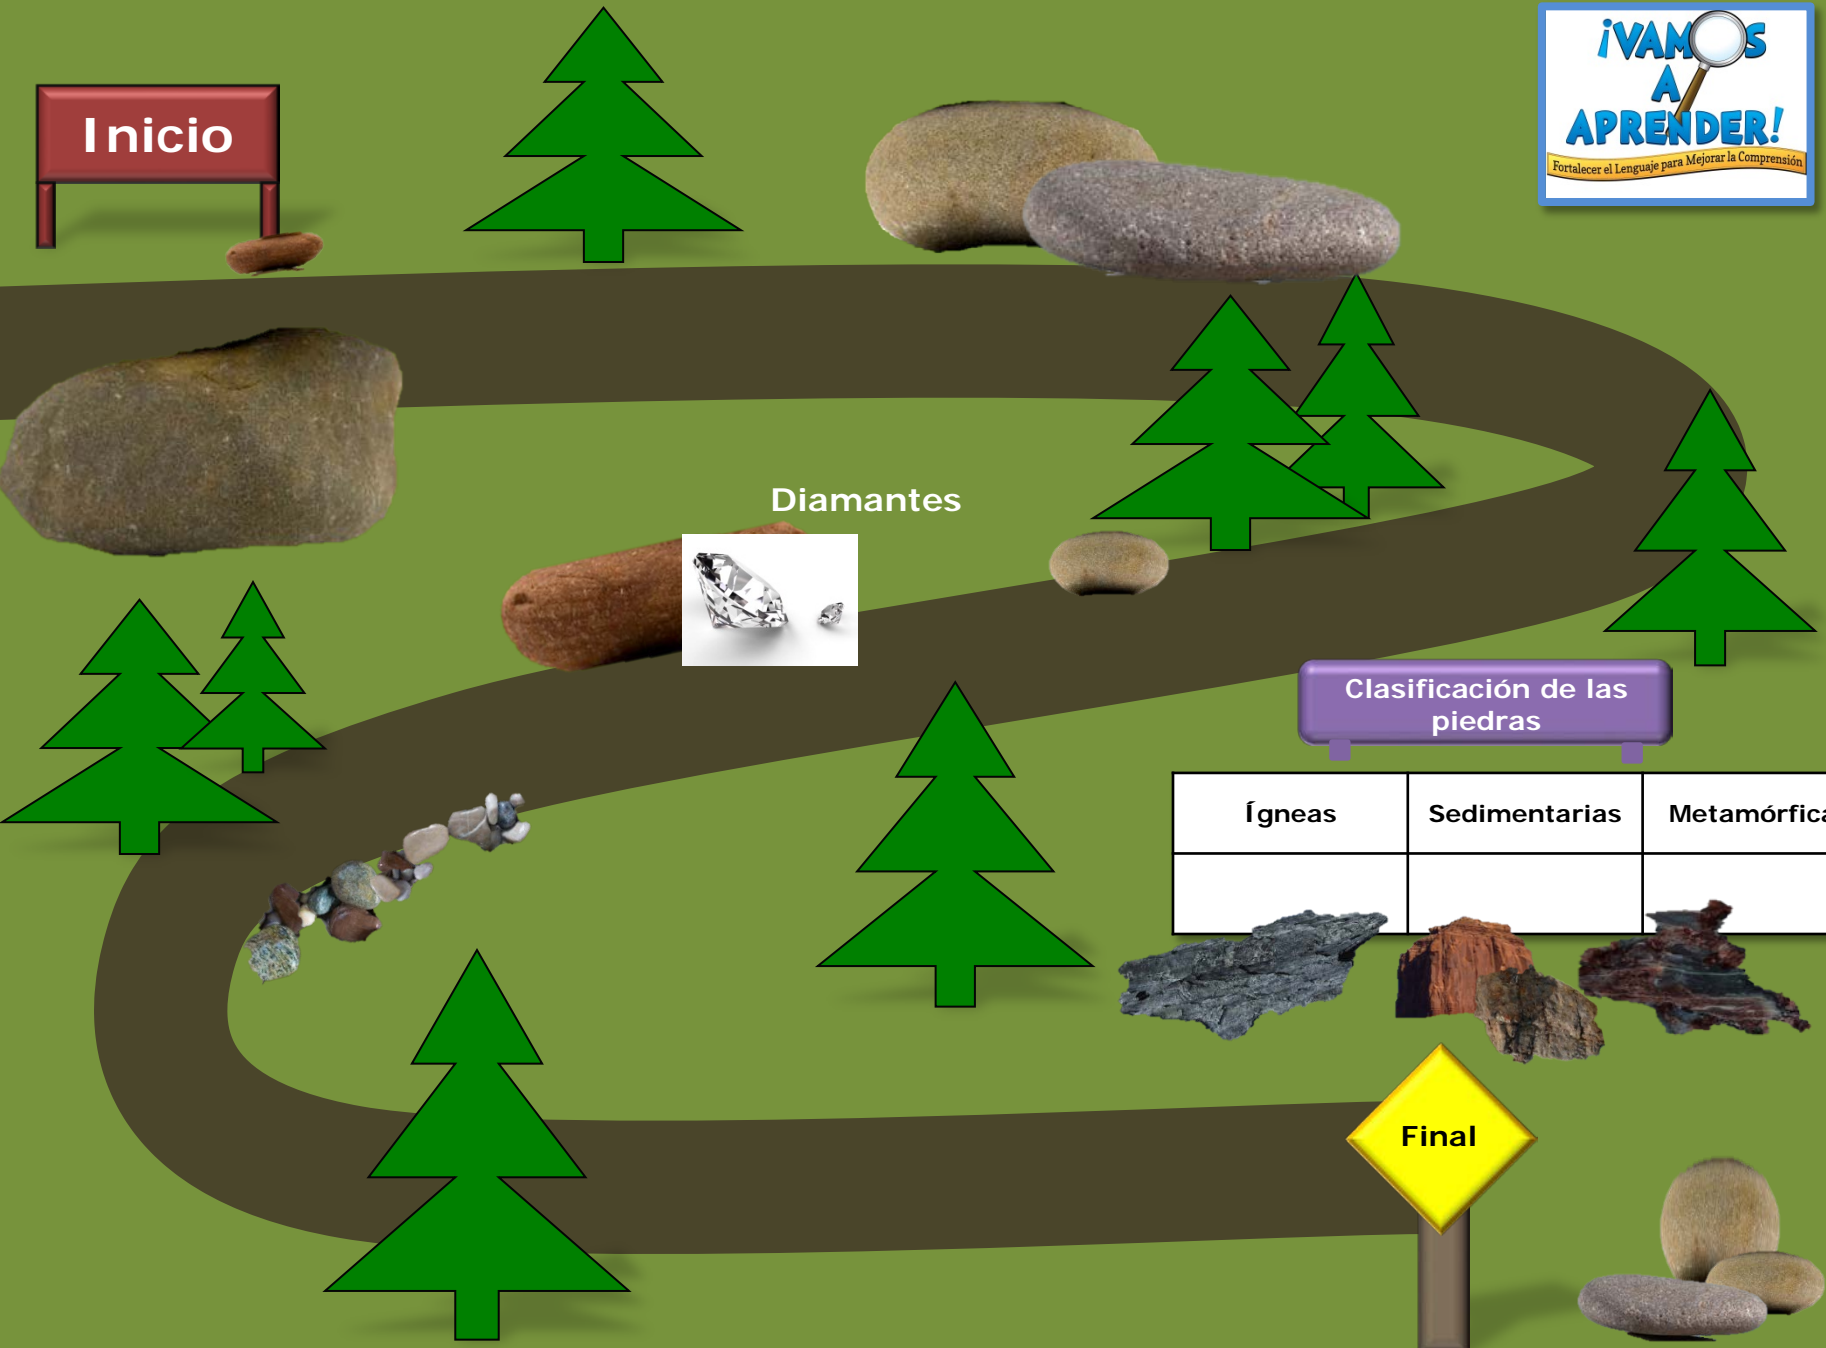 Inicio
¡VAMOS
A
APRENDER!
Fortalecer el Lenguaje para Mejorar la Comprensión
Diamantes
Clasificación de las
piedras
Ígneas Sedimentarias Metamórfica
Final